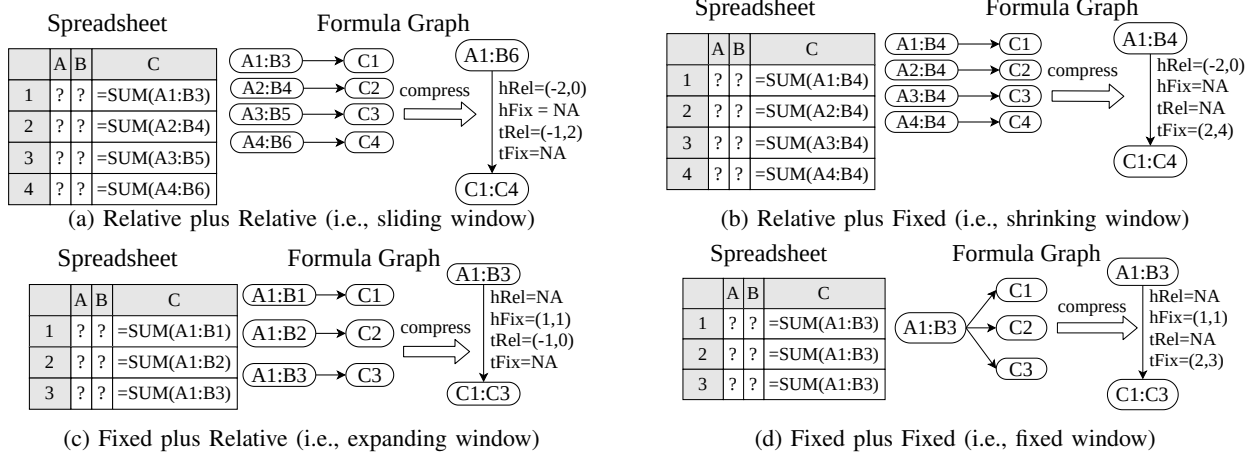 Spreadsheet Formula Graph
A B C
1 ? ? =SUM(A1:B3)
2 ? ? =SUM(A2:B4)
3 ? ? =SUM(A3:B5)
4 ? ? =SUM(A4:B6)
A1:B3 C1
A2:B4 C2
A3:B5 C3
A4:B6 C4
compress
A1:B6
hRel=(-2,0)
hFix = NA
tRel=(-1,2)
tFix=NA
C1:C4
(a) Relative plus Relative (i.e., sliding window)
Spreadsheet Formula Graph
A B C
1 ? ? =SUM(A1:B4)
2 ? ? =SUM(A2:B4)
3 ? ? =SUM(A3:B4)
4 ? ? =SUM(A4:B4)
A1:B4 C1
A2:B4 C2
A3:B4 C3
A4:B4 C4
compress
A1:B4
hRel=(-2,0)
hFix=NA
tRel=NA
tFix=(2,4)
C1:C4
(b) Relative plus Fixed (i.e., shrinking window)
Spreadsheet Formula Graph
A B C
1 ? ? =SUM(A1:B1)
2 ? ? =SUM(A1:B2)
3 ? ? =SUM(A1:B3)
A1:B1 C1
A1:B2 C2
A1:B3 C3
compress
A1:B3
hRel=NA
hFix=(1,1)
tRel=(-1,0)
tFix=NA
C1:C3
(c) Fixed plus Relative (i.e., expanding window)
Spreadsheet Formula Graph
A B C
1 ? ? =SUM(A1:B3)
2 ? ? =SUM(A1:B3)
3 ? ? =SUM(A1:B3)
A1:B3
C1
C2
C3
compress
A1:B3
hRel=NA
hFix=(1,1)
tRel=NA
tFix=(2,3)
C1:C3
(d) Fixed plus Fixed (i.e., fixed window)